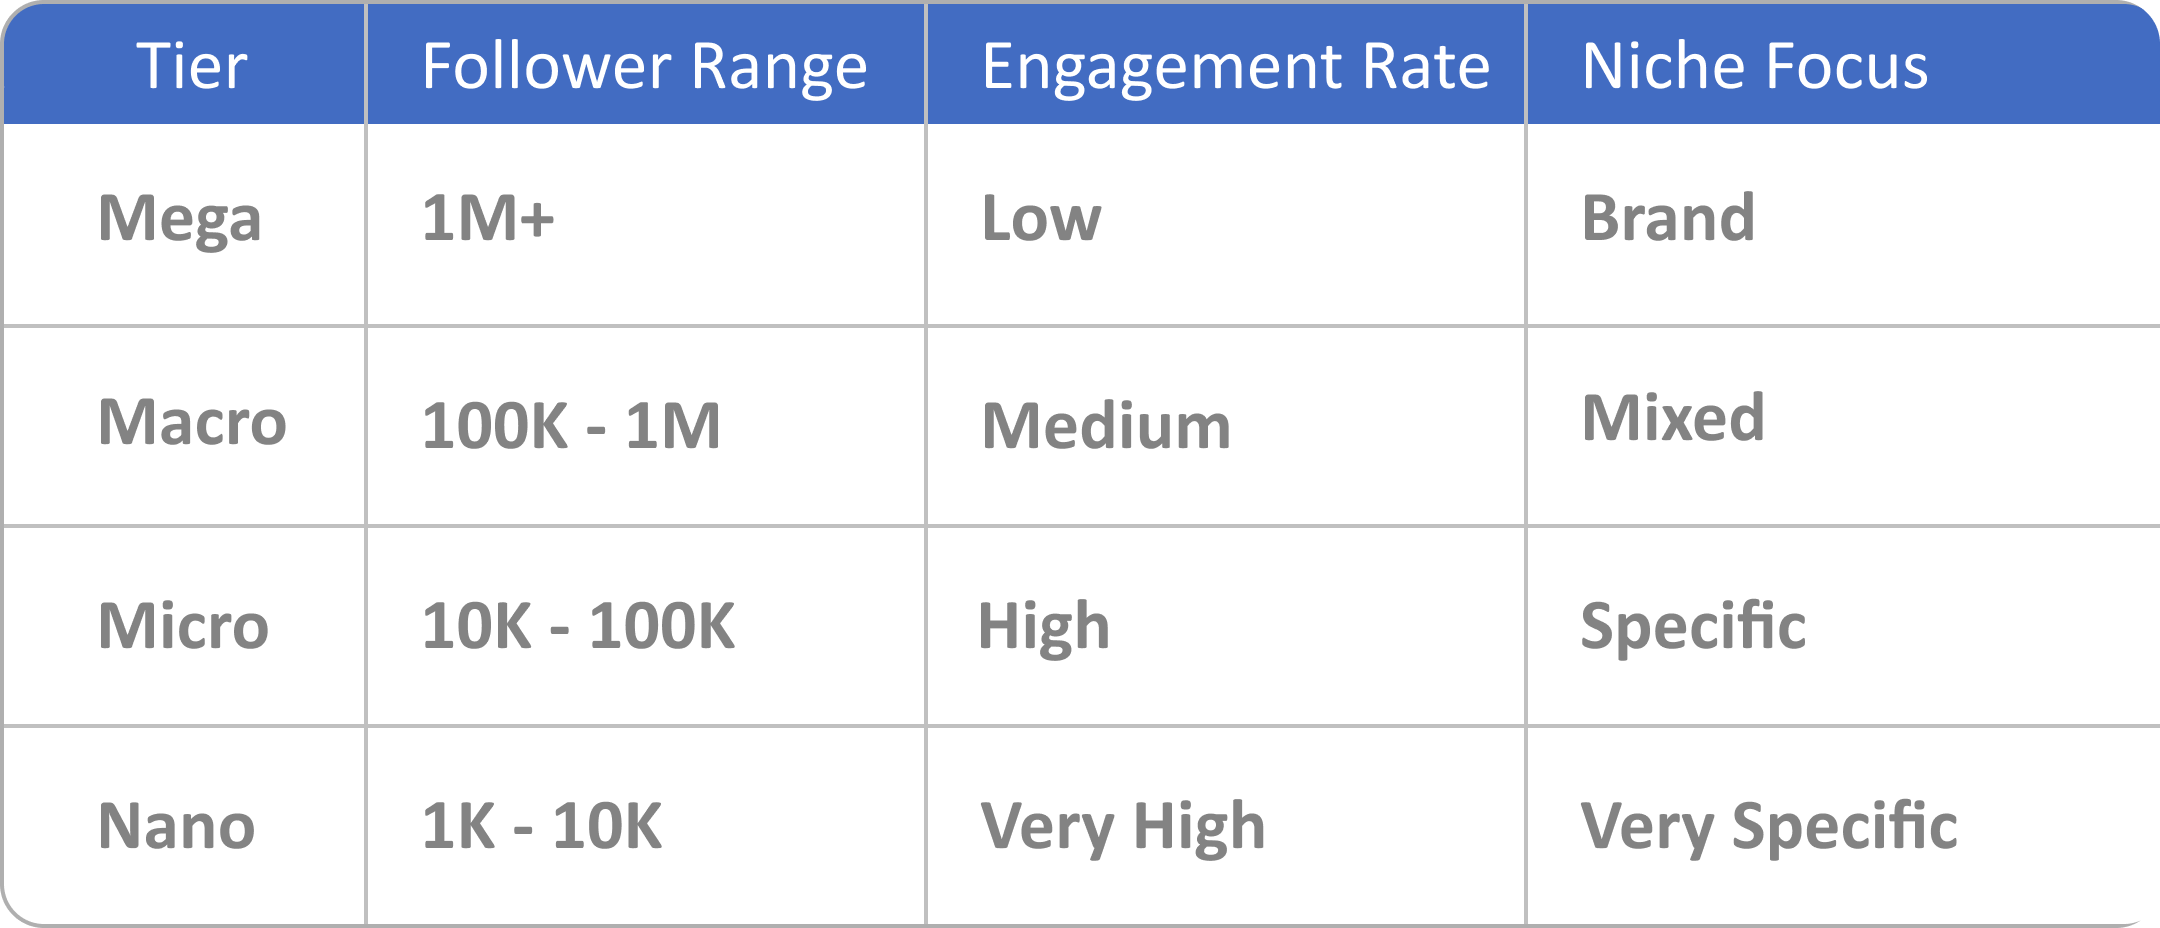 Tier Follower Range Engagement Rate Niche Focus
Mega 1M+ Low Brand
Macro 100K - 1M Medium Mixed
Micro 10K - 100K High Specific
Nano 1K - 10K Very High Very Specific